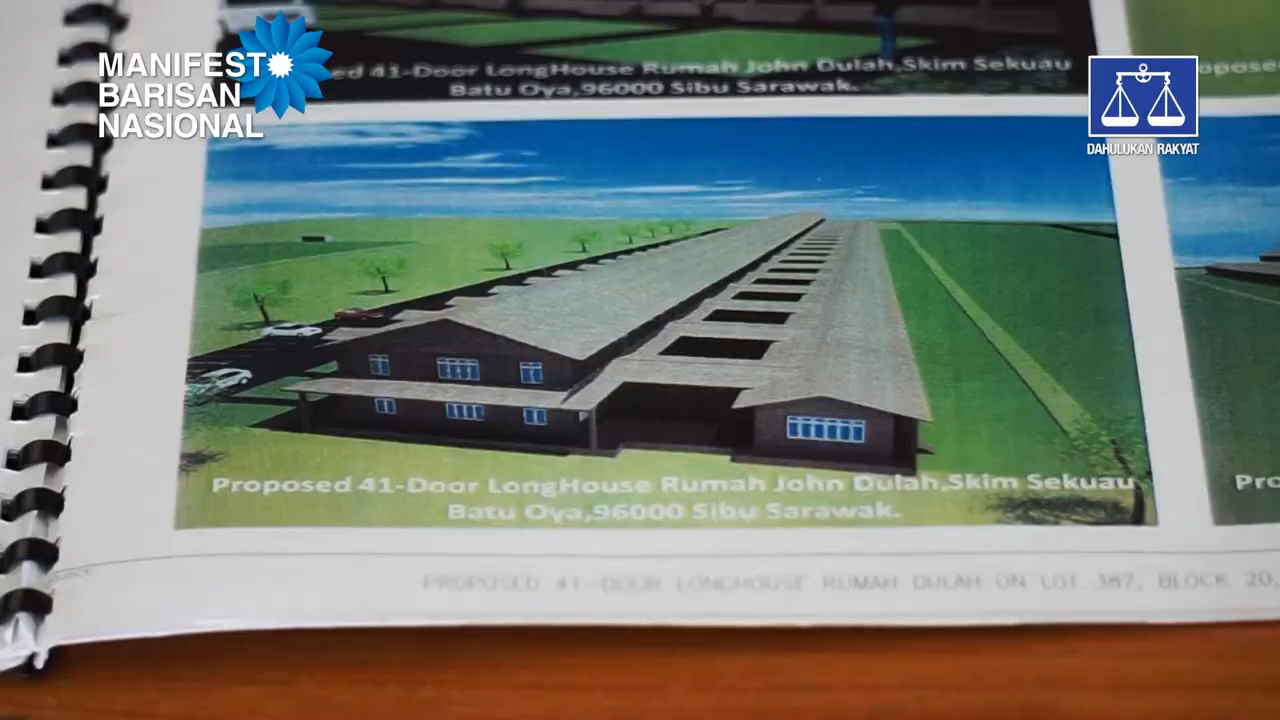 MANIFESTO
BARISAN
NASIONAL
DAHULUKAN RAKYAT
ed 41-Door LongHouse Rumah John Dulah,Skim Sekuau
Batu Oya,96000 Sibu Sarawak.
Proposed 41-Door LongHouse Rumah John Dulah,Skim Sekuau
Batu Oya,96000 Sibu Sarawak.
PROPOSED 41-DOOR LONGHOUSE RUMAH DULAH ON LOT 387, BLOCK 20,